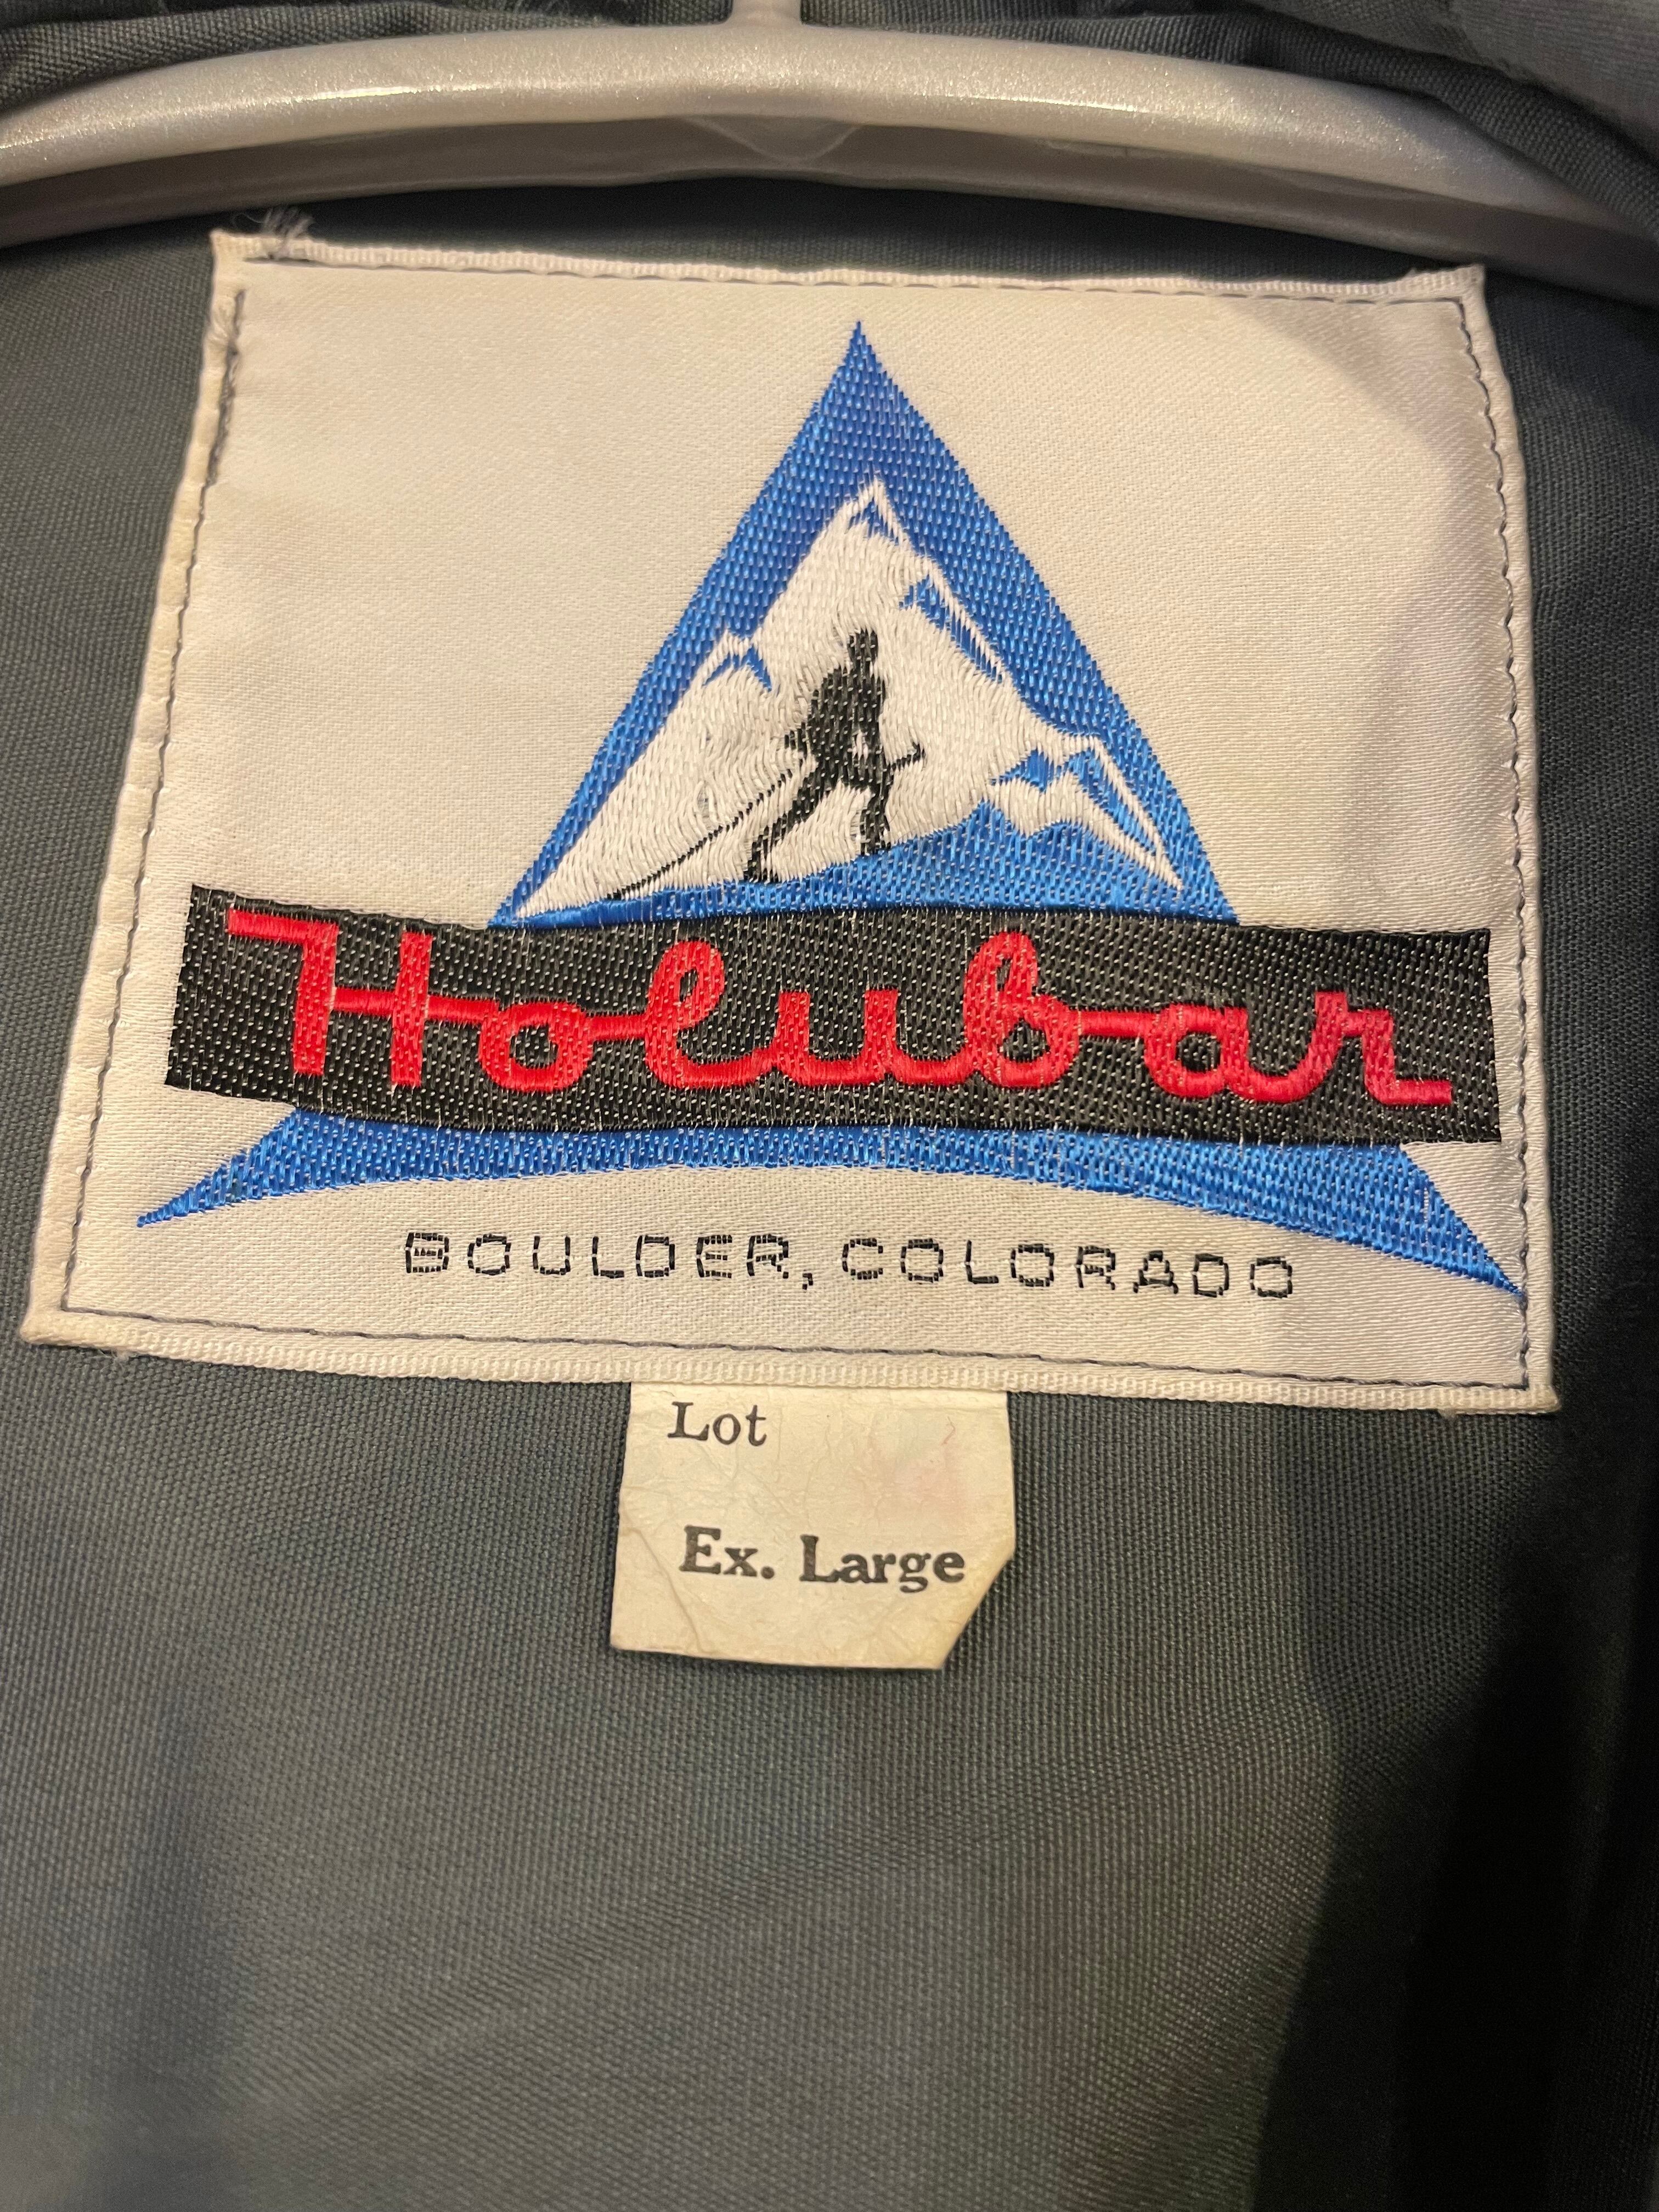 Holubar
BOULDER, COLORADO
Lot
Ex. Large